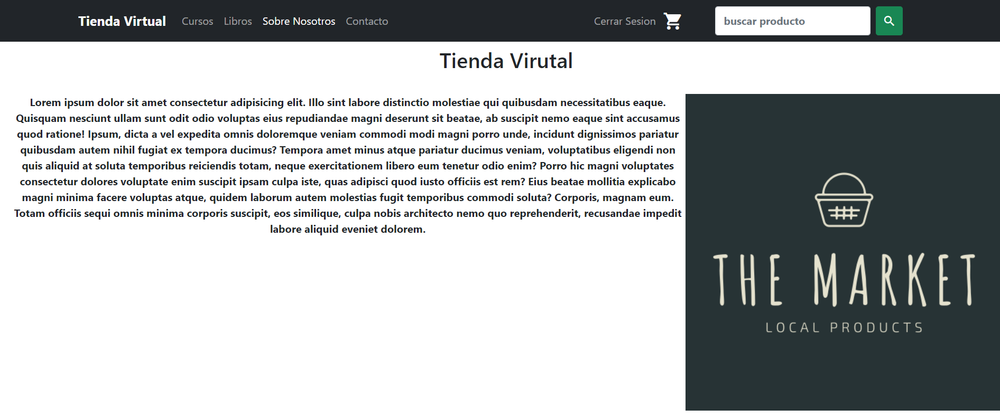 Tienda Virtual Cursos Libros Sobre Nosotros Contacto Cerrar Sesion buscar producto
Tienda Virutal
Lorem ipsum dolor sit amet consectetur adipisicing elit. Illo sint labore distinctio molestiae qui quibusdam necessitatibus eaque.
Quisquam nesciunt ullam sunt odit odio voluptas eius repudiandae magni deserunt sit beatae, ab suscipit nemo eaque sint accusamus
quod ratione! Ipsum, dicta a vel expedita omnis doloremque veniam commodi modi magni porro unde, incidunt dignissimos pariatur
quibusdam autem nihil fugiat ex tempora ducimus? Tempora amet minus atque pariatur ducimus veniam, voluptatibus eligendi non
quis aliquid at soluta temporibus reiciendis totam, neque exercitationem libero eum tenetur odio enim? Porro hic magni voluptates
consectetur dolores voluptate enim suscipit ipsam culpa iste, quas adipisci quod iusto officiis est rem? Eius beatae mollitia explicabo
magni minima facere voluptas atque, quidem laborum autem molestias fugit temporibus commodi soluta? Corporis, magnam eum.
Totam officiis sequi omnis minima corporis suscipit, eos similique, culpa nobis architecto nemo quo reprehenderit, recusandae impedit
labore aliquid eveniet dolorem.
THE MARKET
LOCAL PRODUCTS